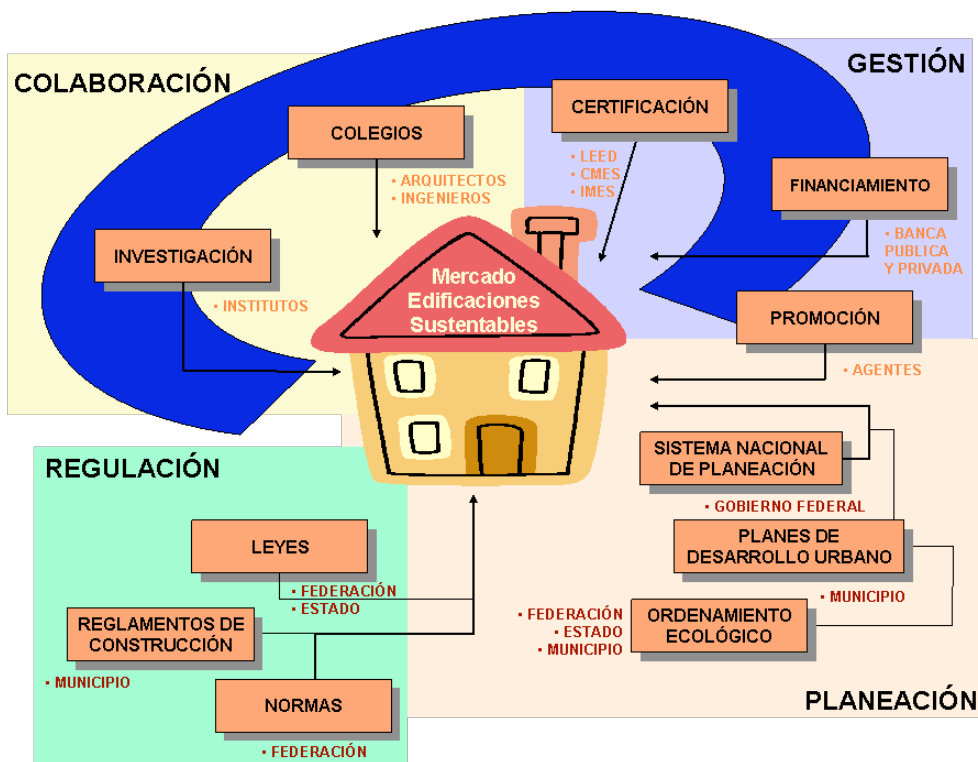 COLABORACIÓN
COLEGIOS
• ARQUITECTOS
• INGENIEROS
INVESTIGACIÓN
• INSTITUTOS
GESTIÓN
CERTIFICACIÓN
• LEED
• CMES
• IMES
FINANCIAMIENTO
• BANCA
PUBLICA
Y PRIVADA
PROMOCIÓN
• AGENTES
Mercado
Edificaciones
Sustentables
REGULACIÓN
LEYES
• FEDERACIÓN
• ESTADO
REGLAMENTOS DE
CONSTRUCCIÓN
• MUNICIPIO
NORMAS
• FEDERACIÓN
SISTEMA NACIONAL
DE PLANEACIÓN
• GOBIERNO FEDERAL
PLANES DE
DESARROLLO URBANO
• MUNICIPIO
ORDENAMIENTO
ECOLÓGICO
• FEDERACIÓN
• ESTADO
• MUNICIPIO
PLANEACIÓN